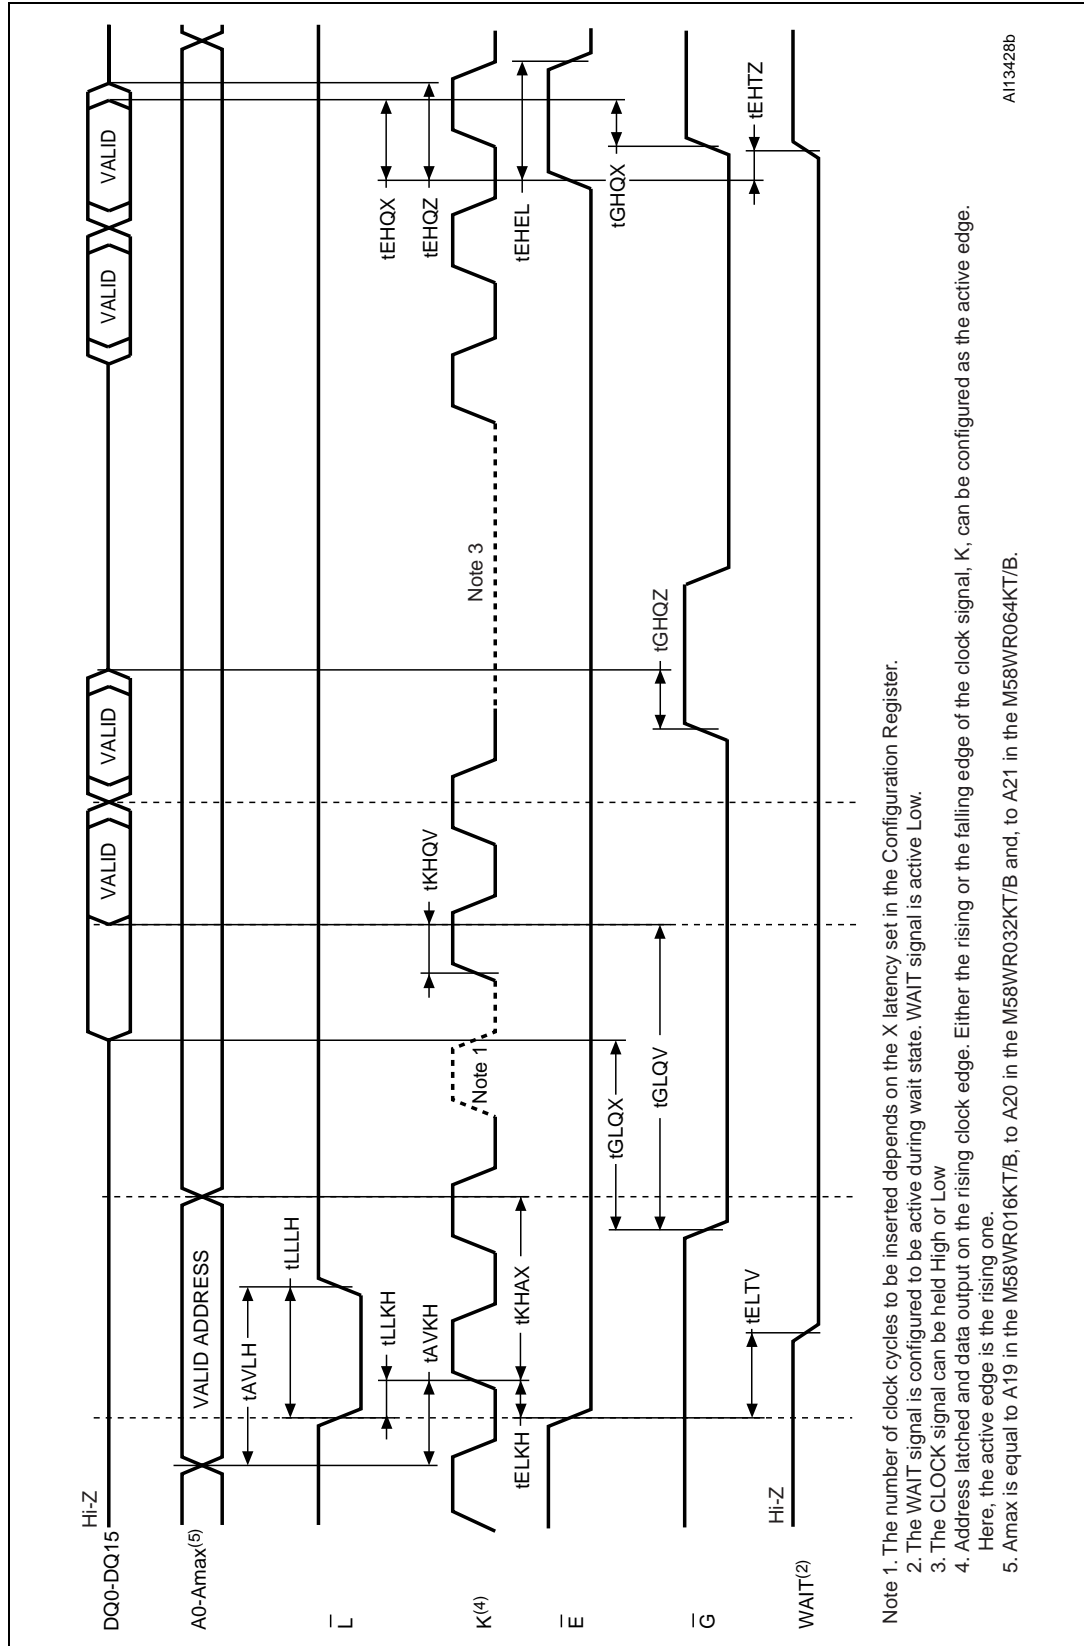 Hi-Z
DQ0-DQ15
VALID
VALID
VALID
VALID
A0-Amax(5)
VALID ADDRESS
tAVLH
tLLLH
L
tLLKH
tAVKH
tKHQV
tEHQX
tEHQZ
K(4)
Note 1
Note 3
tELKH
tKHAX
tEHEL
E
tGLQX
tGHQX
tGLQV
tGHQZ
G
tELTV
tEHTZ
Hi-Z
WAIT(2)
Note 1. The number of clock cycles to be inserted depends on the X latency set in the Configuration Register.
2. The WAIT signal is configured to be active during wait state. WAIT signal is active Low.
3. The CLOCK signal can be held High or Low
4. Address latched and data output on the rising clock edge. Either the rising or the falling edge of the clock signal, K, can be configured as the active edge.
Here, the active edge is the rising one.
5. Amax is equal to A19 in the M58WR016KT/B, to A20 in the M58WR032KT/B and, to A21 in the M58WR064KT/B.
AI13428b